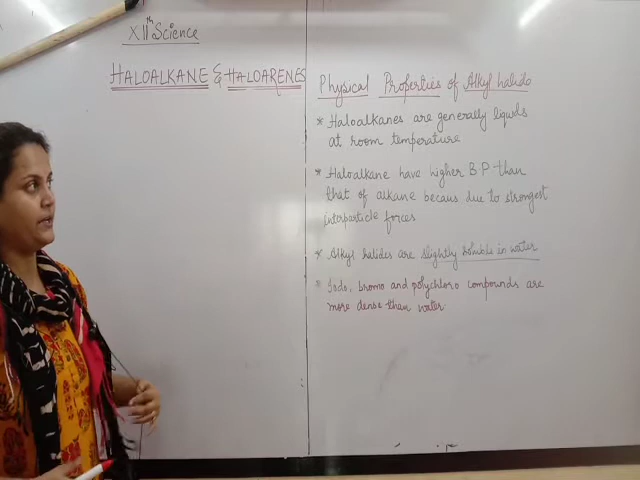 XIIth Science
HALOALKANE & HALOARENES
Physical Properties of Alkyl halide
* Haloalkanes are generally liquids
at room temperature
* Haloalkane have higher B.P than
that of alkane becaus due to strongest
interparticle forces
* Alkyl halides are slightly soluble in water
* Iodo, bromo and polychloro compounds are
more dense than water